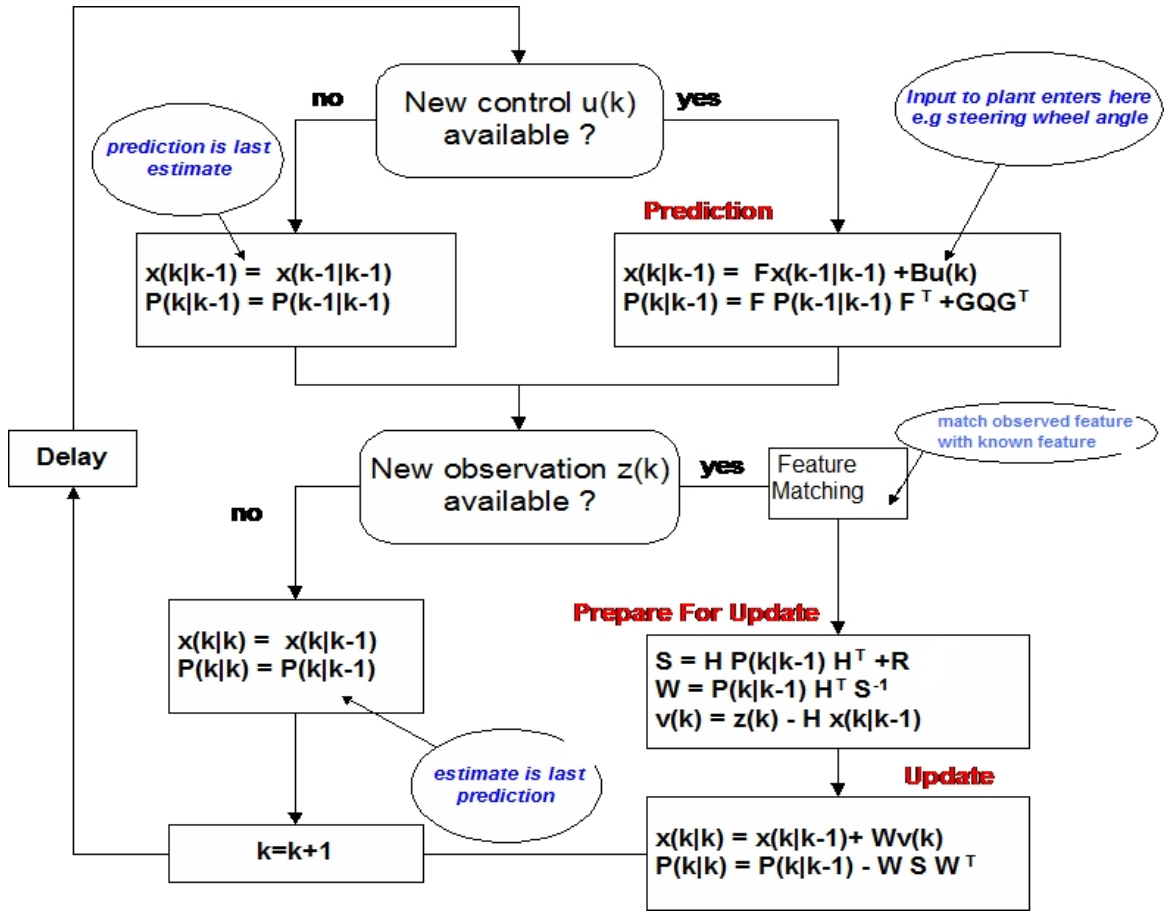 New control u(k)
available ?
no
yes
Input to plant enters here
e.g steering wheel angle
prediction is last
estimate
Prediction
x(k|k-1) = x(k-1|k-1)
P(k|k-1) = P(k-1|k-1)
x(k|k-1) = Fx(k-1|k-1) +Bu(k)
P(k|k-1) = F P(k-1|k-1) F ᵀ +GQGᵀ
match observed feature
with known feature
Delay
New observation z(k)
available ?
yes
Feature
Matching
no
Prepare For Update
x(k|k) = x(k|k-1)
P(k|k) = P(k|k-1)
S = H P(k|k-1) H ᵀ +R
W = P(k|k-1) Hᵀ S⁻¹
v(k) = z(k) - H x(k|k-1)
estimate is last
prediction
Update
k=k+1
x(k|k) = x(k|k-1)+ Wv(k)
P(k|k) = P(k|k-1) - W S W ᵀ